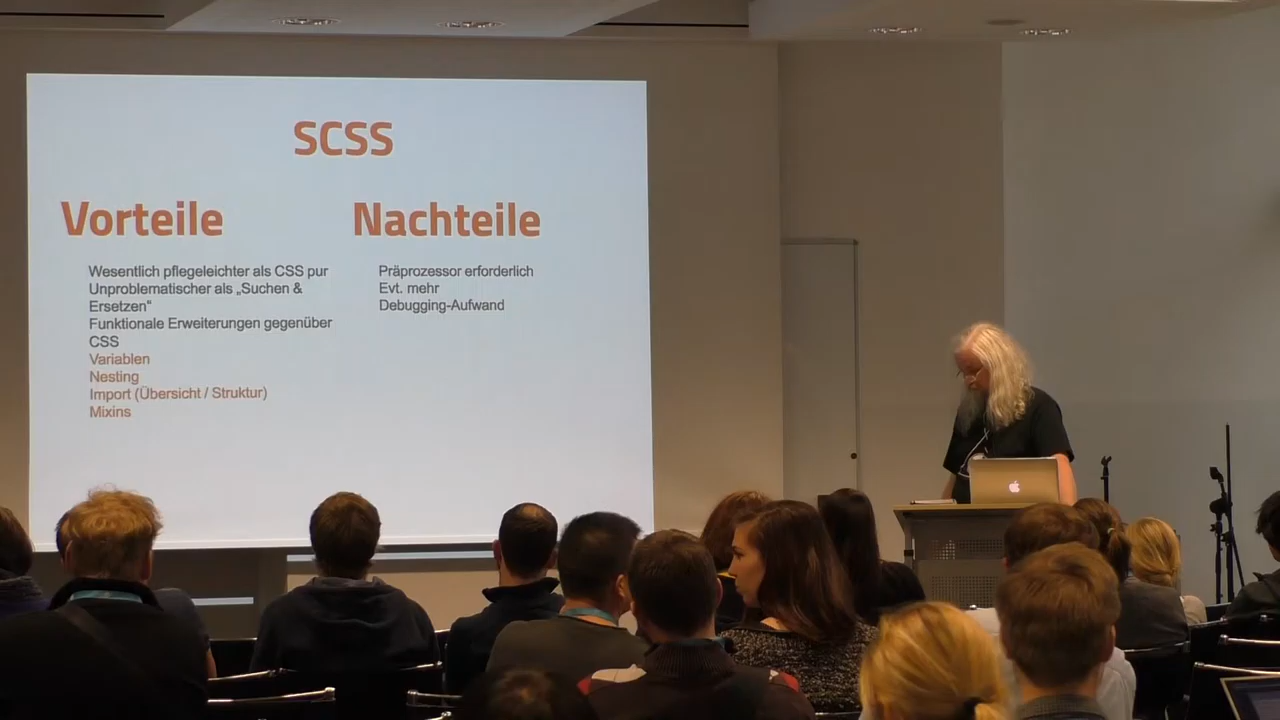 SCSS
Vorteile
Wesentlich pflegeleichter als CSS pur
Unproblematischer als „Suchen &
Ersetzen“
Funktionale Erweiterungen gegenüber
CSS
Variablen
Nesting
Import (Übersicht / Struktur)
Mixins
Nachteile
Präprozessor erforderlich
Evt. mehr
Debugging-Aufwand